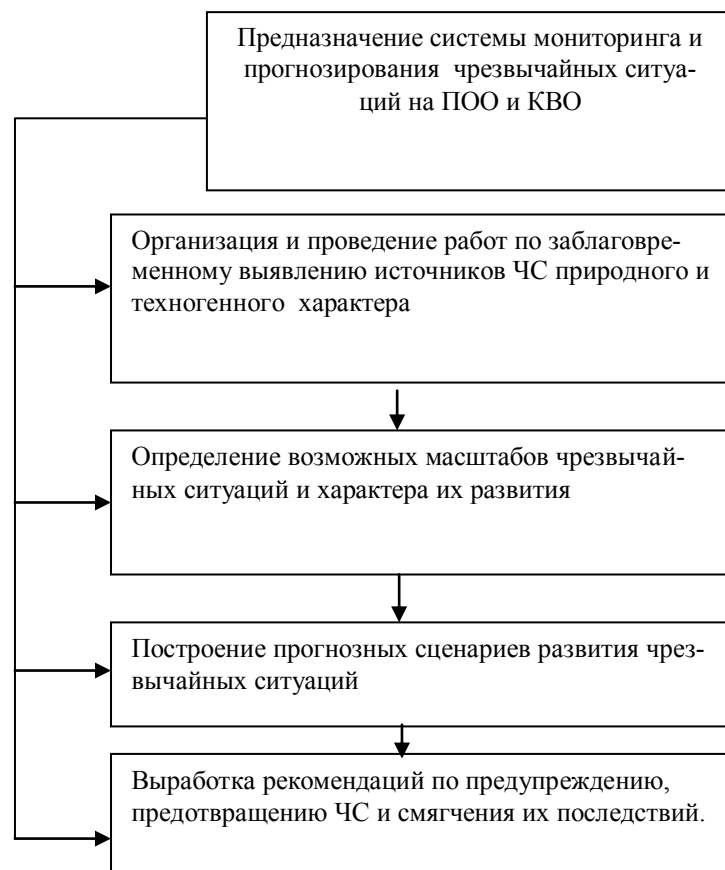 Предназначение системы мониторинга и
прогнозирования чрезвычайных ситуа-
ций на ПОО и КВО
Организация и проведение работ по заблаговре-
менному выявлению источников ЧС природного и
техногенного характера
Определение возможных масштабов чрезвычай-
ных ситуаций и характера их развития
Построение прогнозных сценариев развития чрез-
вычайных ситуаций
Выработка рекомендаций по предупреждению,
предотвращению ЧС и смягчения их последствий.